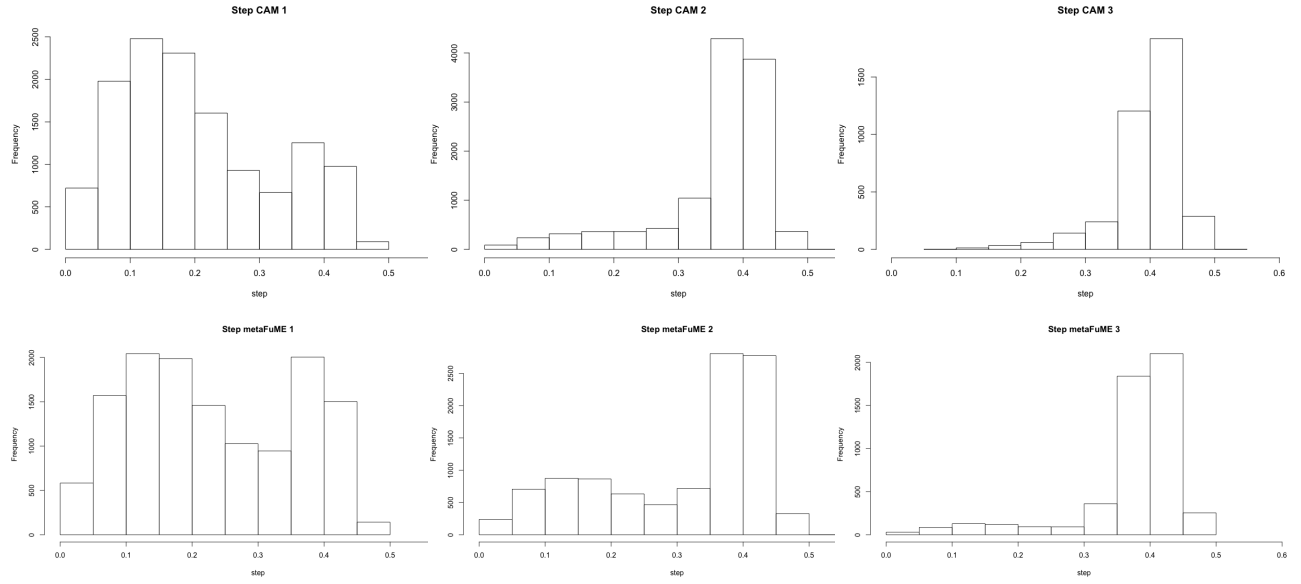 Step CAM 1
Frequency
0 500 1000 1500 2000 2500
0.0 0.1 0.2 0.3 0.4 0.5
step
Step CAM 2
Frequency
0 1000 2000 3000 4000
0.0 0.1 0.2 0.3 0.4 0.5
step
Step CAM 3
Frequency
0 500 1000 1500
0.0 0.1 0.2 0.3 0.4 0.5 0.6
step
Step metaFuME 1
Frequency
0 500 1000 1500 2000
0.0 0.1 0.2 0.3 0.4 0.5
step
Step metaFuME 2
Frequency
0 500 1000 1500 2000 2500
0.0 0.1 0.2 0.3 0.4 0.5
step
Step metaFuME 3
Frequency
0 500 1000 1500 2000
0.0 0.1 0.2 0.3 0.4 0.5 0.6
step